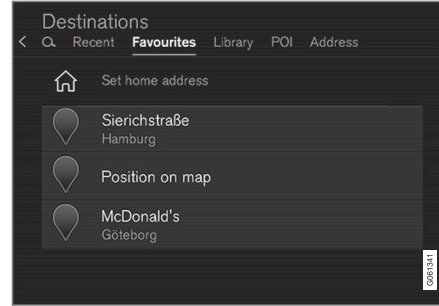 Destinations
Recent Favourites Library POI Address
Set home address
Sierichstraße
Hamburg
Position on map
McDonald's
Göteborg
G061341